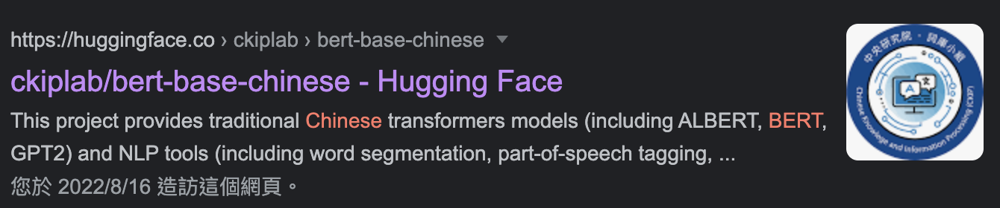 https://huggingface.co › ckiplab › bert-base-chinese
ckiplab/bert-base-chinese - Hugging Face
This project provides traditional Chinese transformers models (including ALBERT, BERT,
GPT2) and NLP tools (including word segmentation, part-of-speech tagging, ...
您於 2022/8/16 造訪這個網頁。
中央研究院 · 詞庫小組
A 文
Chinese Knowledge and Information Processing (CKIP)